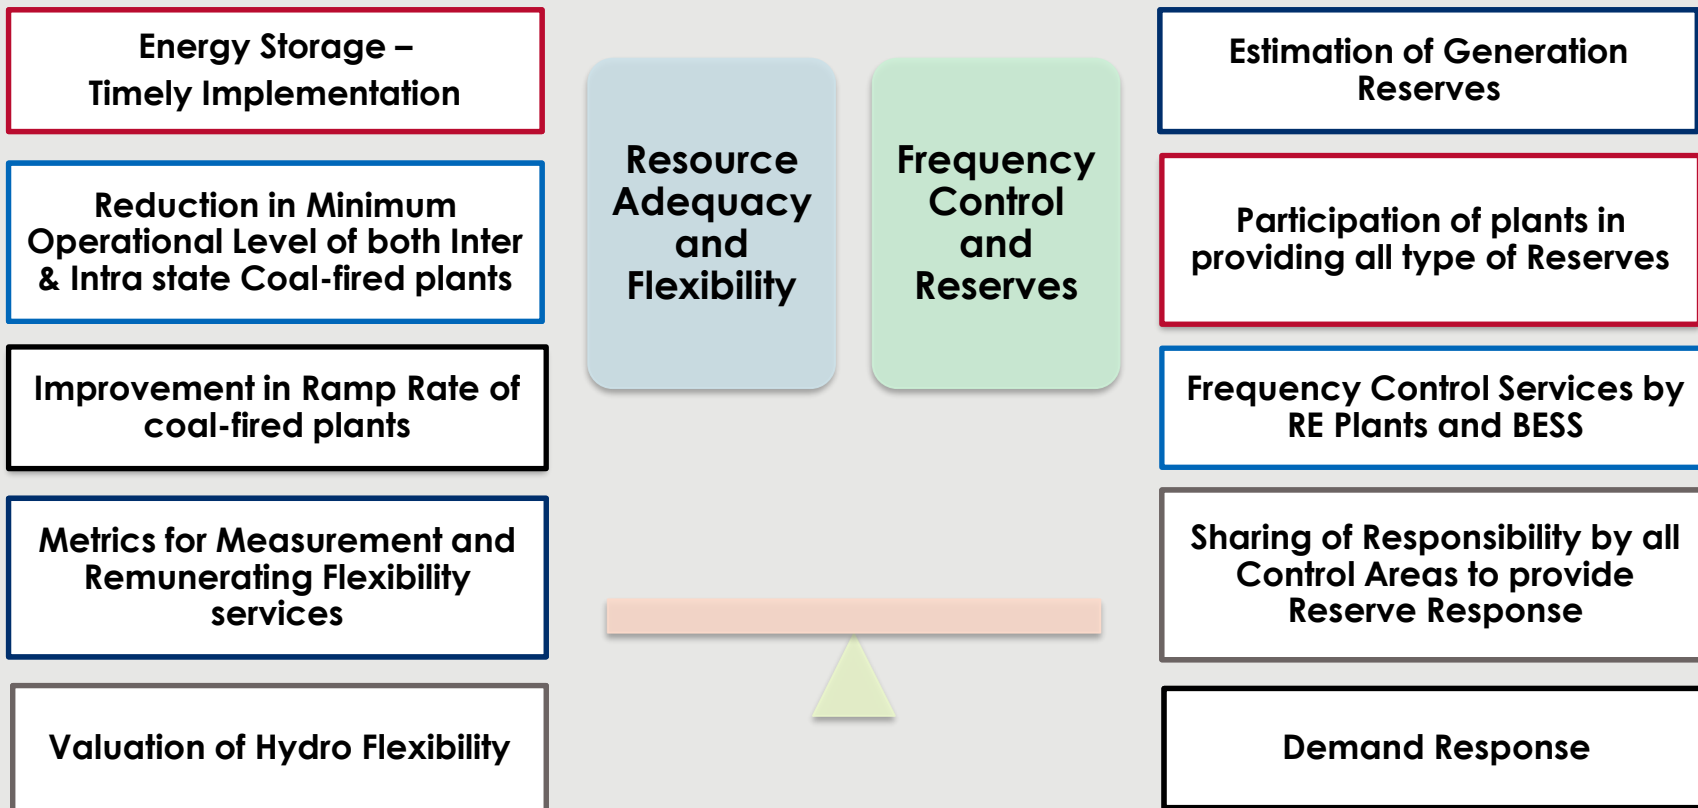 Energy Storage –
Timely Implementation
Reduction in Minimum
Operational Level of both Inter
& Intra state Coal-fired plants
Improvement in Ramp Rate of
coal-fired plants
Metrics for Measurement and
Remunerating Flexibility
services
Valuation of Hydro Flexibility
Resource
Adequacy
and
Flexibility
Frequency
Control
and
Reserves
Estimation of Generation
Reserves
Participation of plants in
providing all type of Reserves
Frequency Control Services by
RE Plants and BESS
Sharing of Responsibility by all
Control Areas to provide
Reserve Response
Demand Response